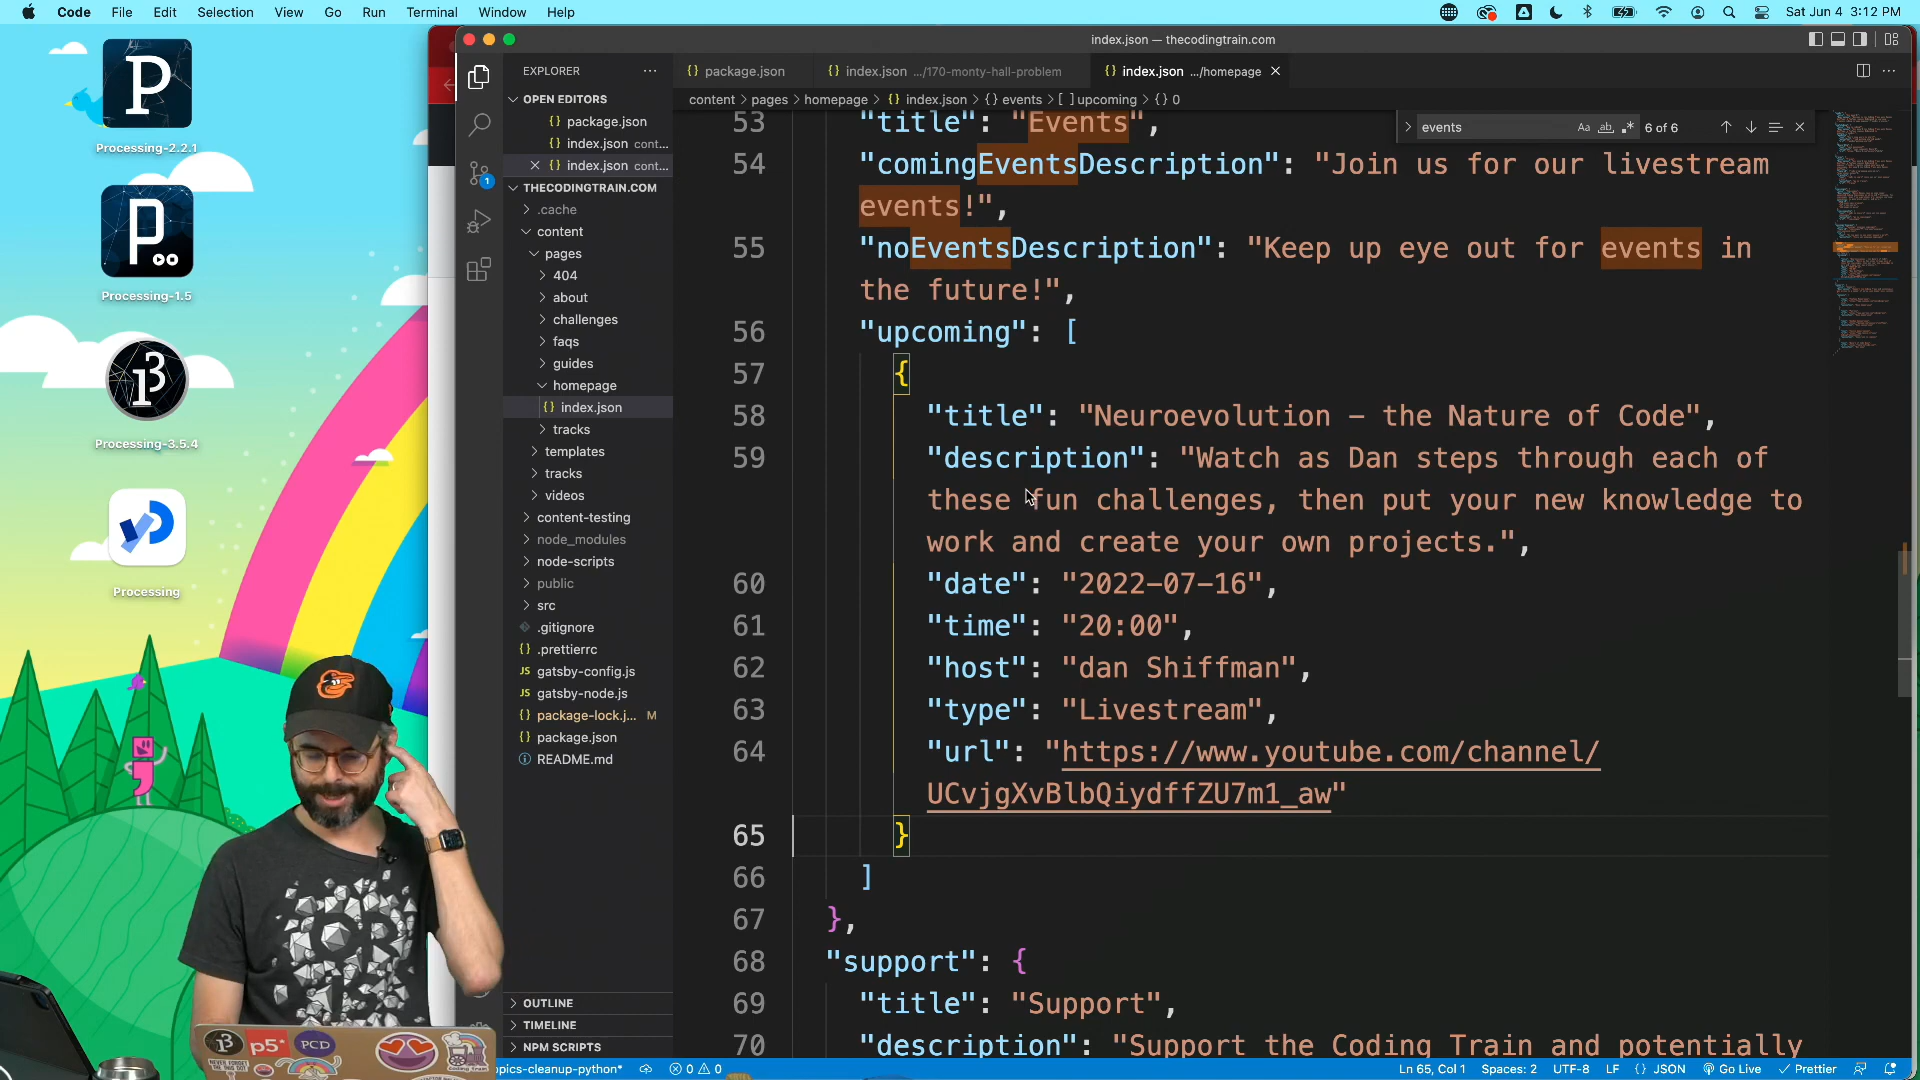 Code File Edit Selection View Go Run Terminal Window Help
Sat Jun 4 3:12 PM
index.json — thecodingtrain.com
Processing-2.2.1
Processing-1.5
Processing-3.5.4
Processing
EXPLORER
OPEN EDITORS
package.json
index.json cont...
index.json cont...
THECODINGTRAIN.COM
.cache
content
pages
404
about
challenges
faqs
guides
homepage
index.json
tracks
templates
tracks
videos
content-testing
node_modules
node-scripts
public
src
.gitignore
.prettierrc
gatsby-config.js
gatsby-node.js
package-lock.j... M
package.json
README.md
OUTLINE
TIMELINE
NPM SCRIPTS
package.json index.json .../170-monty-hall-problem index.json .../homepage
content > pages > homepage > {} index.json > {} events > [ ] upcoming > {} 0
events Aa ab 6 of 6
53 "title": "Events",
54 "comingEventsDescription": "Join us for our livestream
events!",
55 "noEventsDescription": "Keep up eye out for events in
the future!",
56 "upcoming": [
57 {
58 "title": "Neuroevolution – the Nature of Code",
59 "description": "Watch as Dan steps through each of
these fun challenges, then put your new knowledge to
work and create your own projects.",
60 "date": "2022-07-16",
61 "time": "20:00",
62 "host": "dan Shiffman",
63 "type": "Livestream",
64 "url": "https://www.youtube.com/channel/
UCvjgXvBlbQiydffZU7m1_aw"
65 }
66 ]
67 },
68 "support": {
69 "title": "Support",
70 "description": "Support the Coding Train and potentially
opics-cleanup-python* 0 0 Ln 65, Col 1 Spaces: 2 UTF-8 LF {} JSON Go Live Prettier
p5*
PCD